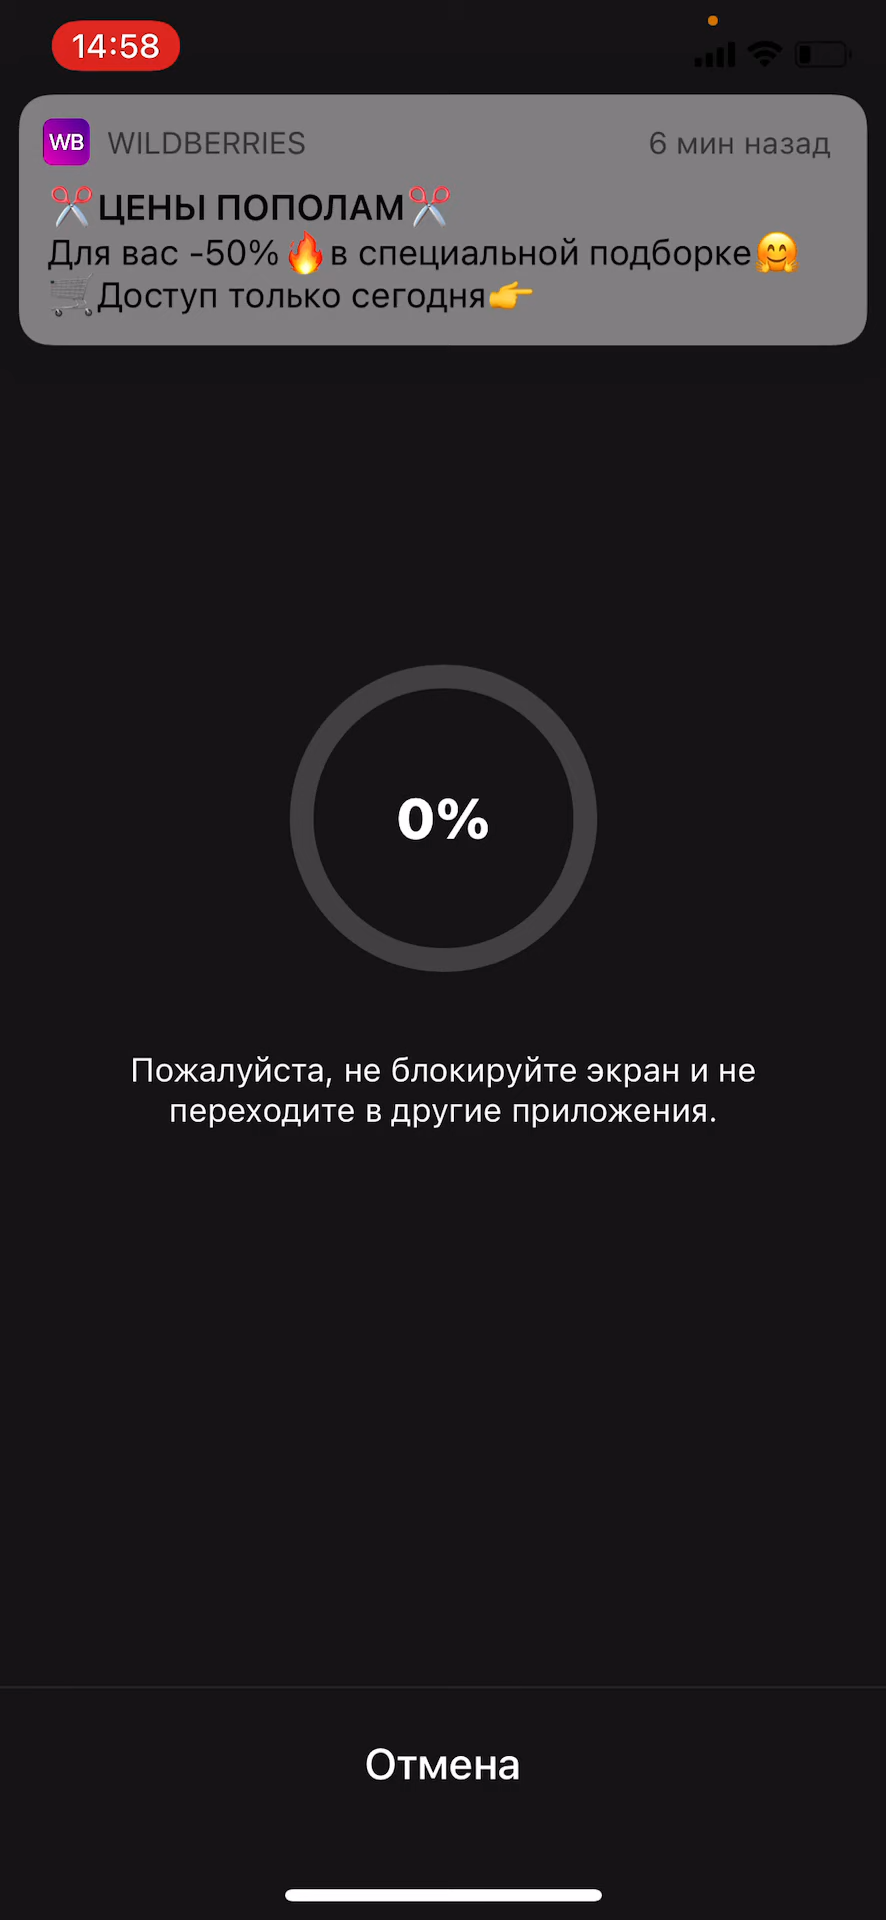 14:58
WB WILDBERRIES 6 мин назад
✂️ЦЕНЫ ПОПОЛАМ✂️
Для вас -50%🔥в специальной подборке🤗
🛒Доступ только сегодня👉
0%
Пожалуйста, не блокируйте экран и не
переходите в другие приложения.
Отмена